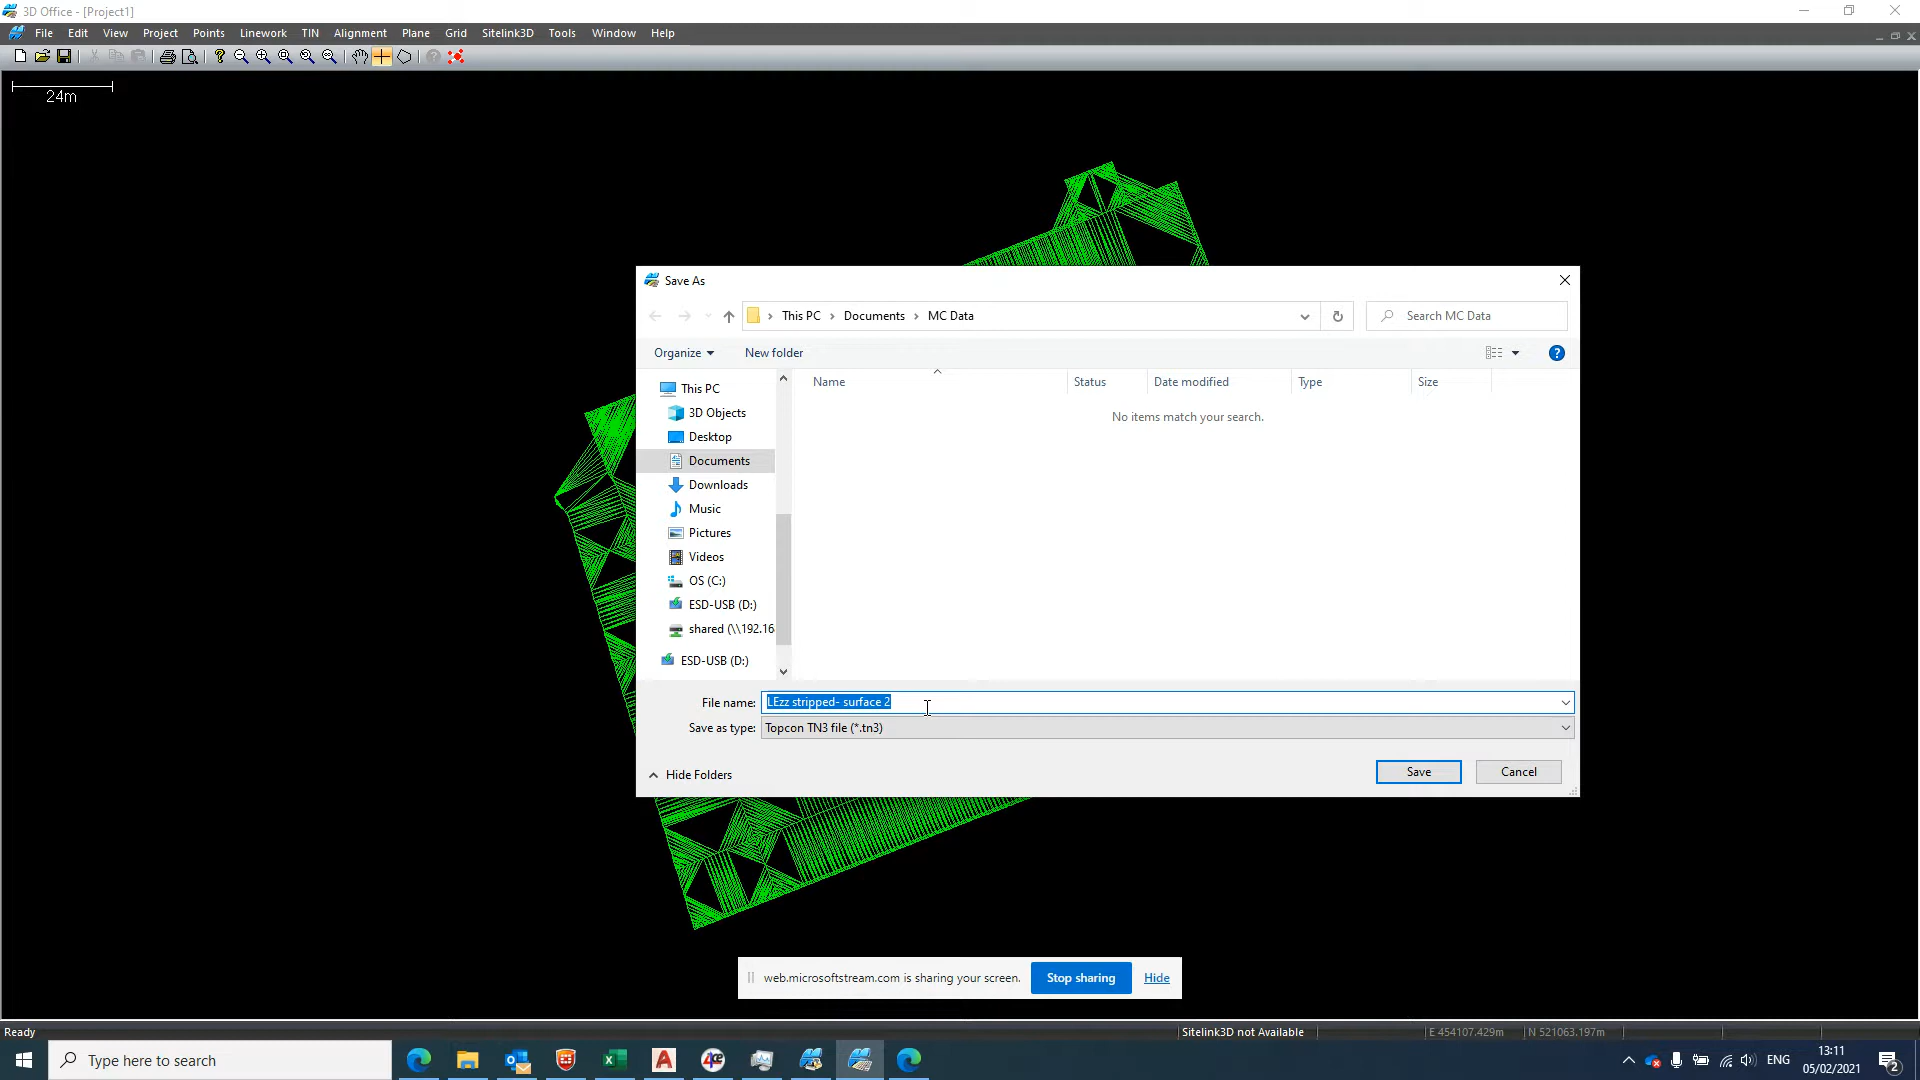 3D Office - [Project1]
File Edit View Project Points Linework TIN Alignment Plane Grid Sitelink3D Tools Window Help
24m
Save As
This PC › Documents › MC Data
Search MC Data
Organize
New folder
Name Status Date modified Type Size
No items match your search.
This PC
3D Objects
Desktop
Documents
Downloads
Music
Pictures
Videos
OS (C:)
ESD-USB (D:)
shared (\\192.16
ESD-USB (D:)
File name: LEzz stripped- surface 2
Save as type: Topcon TN3 file (*.tn3)
Hide Folders
Save
Cancel
web.microsoftstream.com is sharing your screen.
Stop sharing
Hide
Ready
Sitelink3D not Available
E 454107.429m
N 521063.197m
Type here to search
ENG
13:11
05/02/2021
2